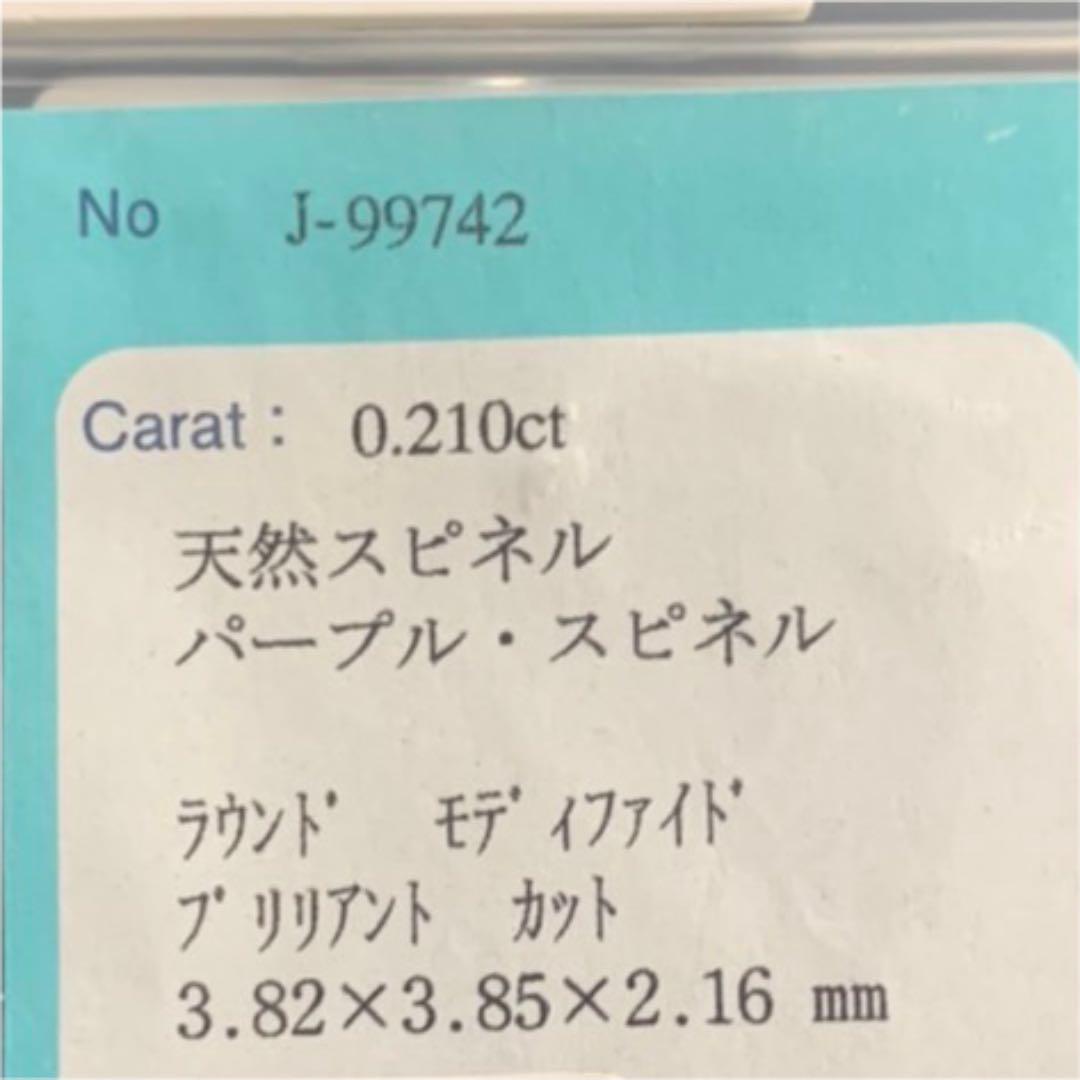 No J-99742
Carat： 0.210ct
天然スピネル
パープル・スピネル
ﾗｳﾝﾄﾞ ﾓﾃﾞｨﾌｧｲﾄﾞ
ﾌﾞﾘﾘｱﾝﾄ ｶｯﾄ
3.82×3.85×2.16 mm